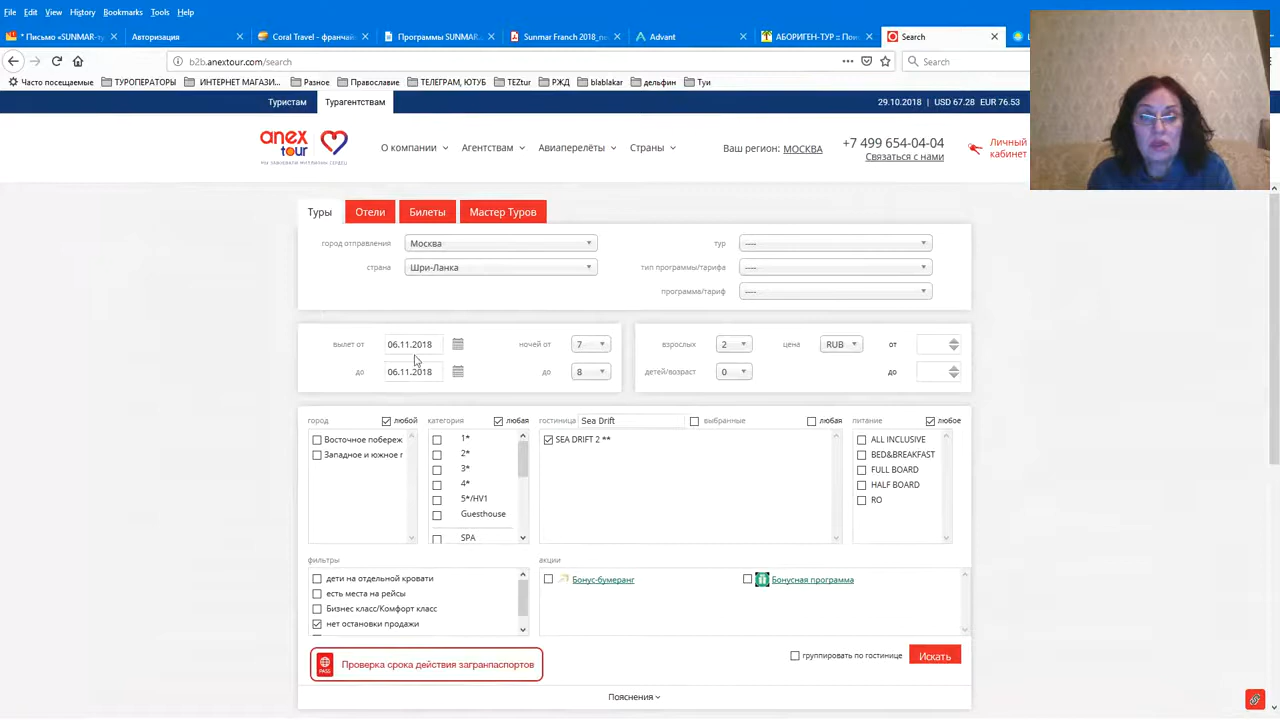 File Edit View History Bookmarks Tools Help
* Письмо «SUNMAR-ту Авторизация Coral Travel - франчай Программы SUNMAR Sunmar Franch 2018_по Advant АБОРИГЕН-ТУР :: Пои Search
b2b.anextour.com/search Search
Часто посещаемые ТУРОПЕРАТОРЫ ИНТЕРНЕТ МАГАЗИ... Разное Православие ТЕЛЕГРАМ, ЮТУБ TEZtur РЖД blablakar дельфин Туи
Туристам Турагентствам 29.10.2018 | USD 67.28 EUR 76.53
anex tour
О компании Агентствам Авиаперелёты Страны Ваш регион: МОСКВА +7 499 654-04-04 Связаться с нами Личный кабинет
Туры Отели Билеты Мастер Туров
город отправления Москва тур ----
страна Шри-Ланка тип программы/тарифа ----
программа/тариф ----
вылет от 06.11.2018 ночей от 7 взрослых 2 цена RUB от
до 06.11.2018 до 8 детей/возраст 0 до
город любой категория любая гостиница Sea Drift выбранные любая питание любое
Восточное побереж 1* SEA DRIFT 2 ** ALL INCLUSIVE
Западное и южное п 2* BED&BREAKFAST
3* FULL BOARD
4* HALF BOARD
5*/HV1 RO
Guesthouse
SPA
фильтры акции
дети на отдельной кровати Бонус-бумеранг Бонусная программа
есть места на рейсы
Бизнес класс/Комфорт класс
нет остановки продажи
PASS Проверка срока действия загранпаспортов группировать по гостинице Искать
Пояснения